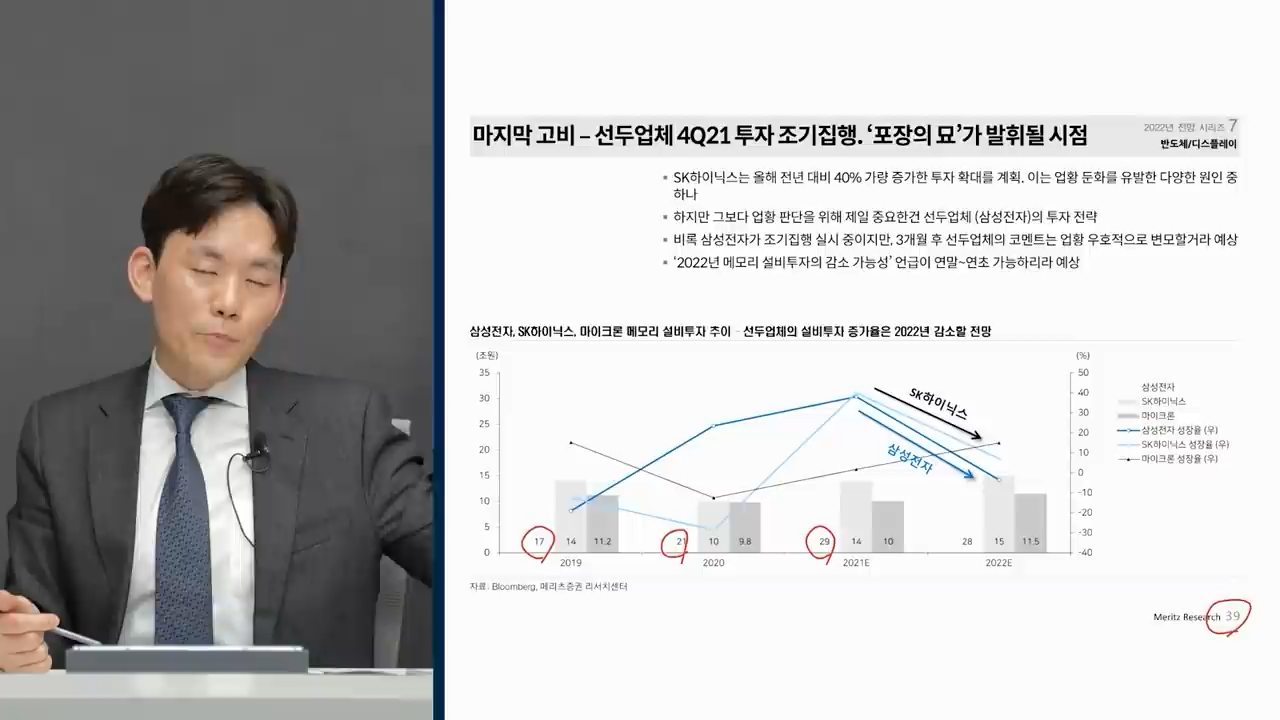 마지막 고비 – 선두업체 4Q21 투자 조기집행. ‘포장의 묘’가 발휘될 시점
2022년 전망 시리즈 7
반도체/디스플레이
▪ SK하이닉스는 올해 전년 대비 40% 가량 증가한 투자 확대를 계획. 이는 업황 둔화를 유발한 다양한 원인 중
하나
▪ 하지만 그보다 업황 판단을 위해 제일 중요한건 선두업체 (삼성전자)의 투자 전략
▪ 비록 삼성전자가 조기집행 실시 중이지만, 3개월 후 선두업체의 코멘트는 업황 우호적으로 변모할거라 예상
▪ ‘2022년 메모리 설비투자의 감소 가능성’ 언급이 연말~연초 가능하리라 예상
삼성전자, SK하이닉스, 마이크론 메모리 설비투자 추이 – 선두업체의 설비투자 증가율은 2022년 감소할 전망
(조원)
(%)
35
30
25
20
15
10
5
0
50
40
30
20
10
0
-10
-20
-30
-40
SK하이닉스
삼성전자
17 14 11.2
21 10 9.8
29 14 10
28 15 11.5
2019 2020 2021E 2022E
삼성전자
SK하이닉스
마이크론
삼성전자 성장율 (우)
SK하이닉스 성장율 (우)
마이크론 성장율 (우)
자료: Bloomberg, 메리츠증권 리서치센터
Meritz Research 39